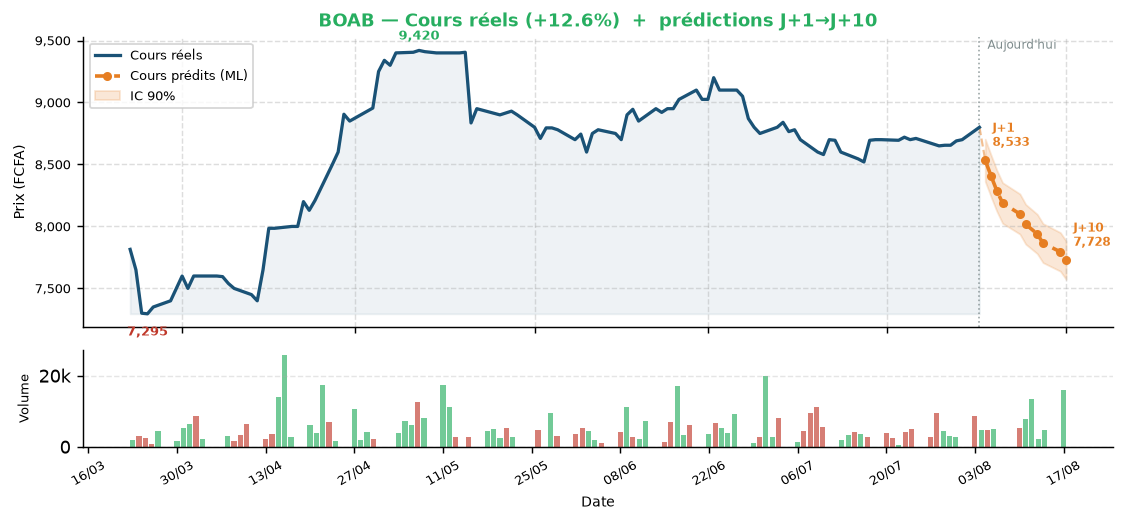 BOAB — Cours réels (+12.6%)  +  prédictions J+1→J+10
9,420
Aujourd'hui
Cours réels
Cours prédits (ML)
IC 90%
J+1
8,533
J+10
7,728
7,295
Prix (FCFA)
9,500
9,000
8,500
8,000
7,500
Volume
20k
0
16/03 30/03 13/04 27/04 11/05 25/05 08/06 22/06 06/07 20/07 03/08 17/08
Date